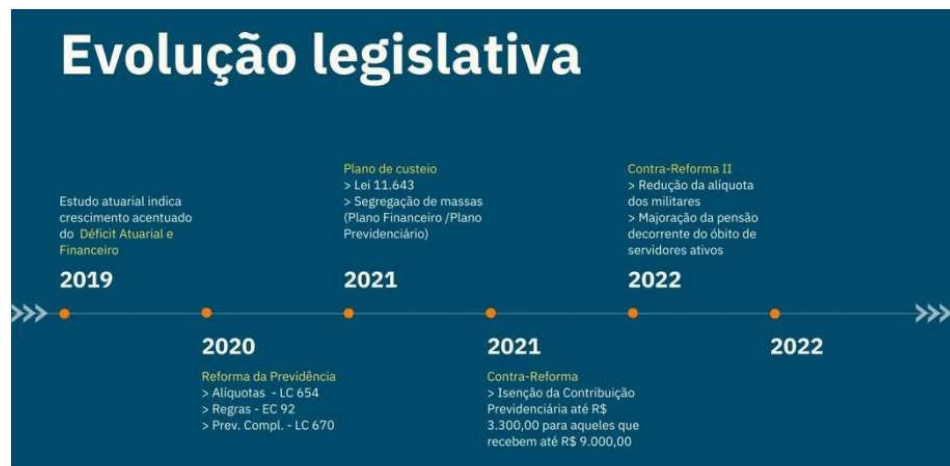 Evolução legislativa
Estudo atuarial indica
crescimento acentuado
do Déficit Atuarial e
Financeiro
2019
2020
Reforma da Previdência
> Alíquotas - LC 654
> Regras - EC 92
> Prev. Compl. - LC 670
Plano de custeio
> Lei 11.643
> Segregação de massas
(Plano Financeiro /Plano
Previdenciário)
2021
2021
Contra-Reforma
> Isenção da Contribuição
Previdenciária até R$
3.300,00 para aqueles que
recebem até R$ 9.000,00
Contra-Reforma II
> Redução da alíquota
dos militares
> Majoração da pensão
decorrente do óbito de
servidores ativos
2022
2022